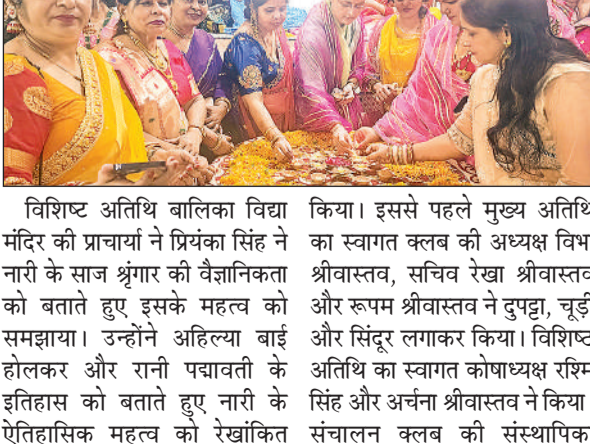 विशिष्ट अतिथि बालिका विद्या
मंदिर की प्राचार्या ने प्रियंका सिंह ने
नारी के साज श्रृंगार की वैज्ञानिकता
को बताते हुए इसके महत्व को
समझाया। उन्होंने अहिल्या बाई
होलकर और रानी पद्मावती के
इतिहास को बताते हुए नारी के
ऐतिहासिक महत्व को रेखांकित
किया। इससे पहले मुख्य अतिथि
का स्वागत क्लब की अध्यक्ष विभ
श्रीवास्तव, सचिव रेखा श्रीवास्तव
और रूपम श्रीवास्तव ने दुपट्टा, चूड़ी
और सिंदूर लगाकर किया। विशिष्ट
अतिथि का स्वागत कोषाध्यक्ष रश्मि
सिंह और अर्चना श्रीवास्तव ने किया
संचालन क्लब की संस्थापिक